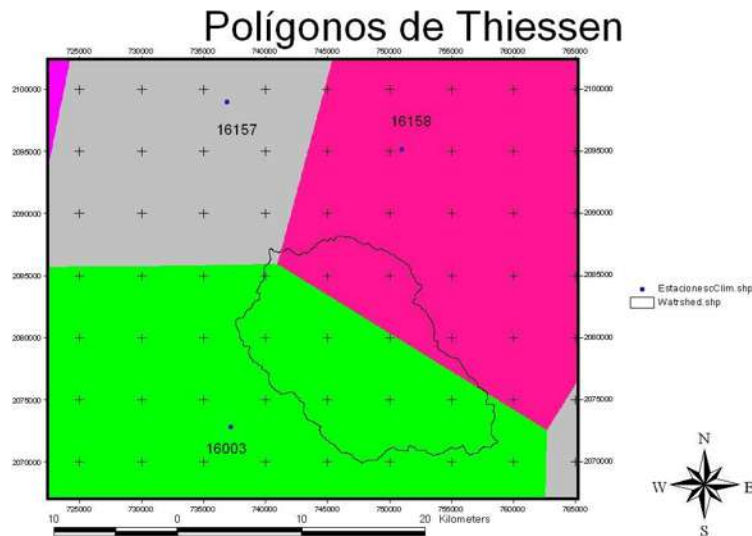 Polígonos de Thiessen
725000 730000 735000 740000 745000 750000 755000 760000 765000
2100000 2100000
16157
16158
2095000 2095000
2090000 2090000
2085000 2085000
EstacionescClim.shp
Watrshed.shp
2080000 2080000
2075000 2075000
16003
2070000 2070000
N
W E
S
725000 730000 735000 740000 745000 750000 755000 760000 765000
10 0 10 20 Kilometers